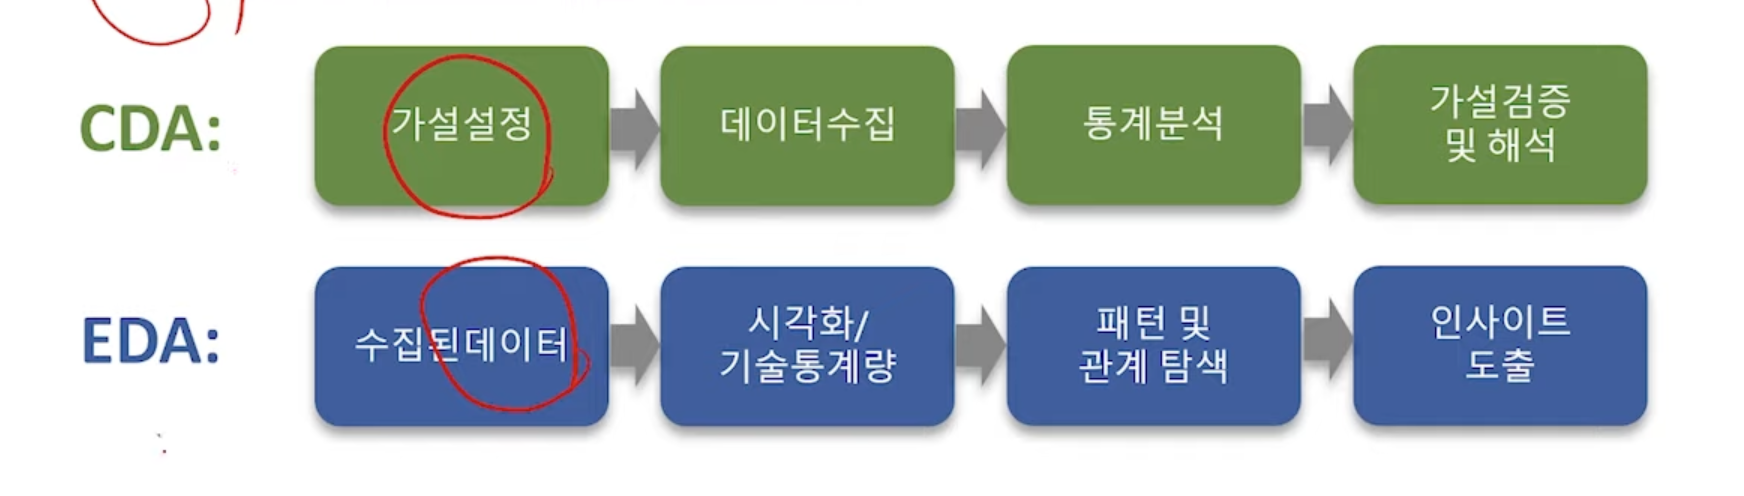 CDA:
가설설정
데이터수집
통계분석
가설검증
및 해석
EDA:
수집된데이터
시각화/
기술통계량
패턴 및
관계 탐색
인사이트
도출